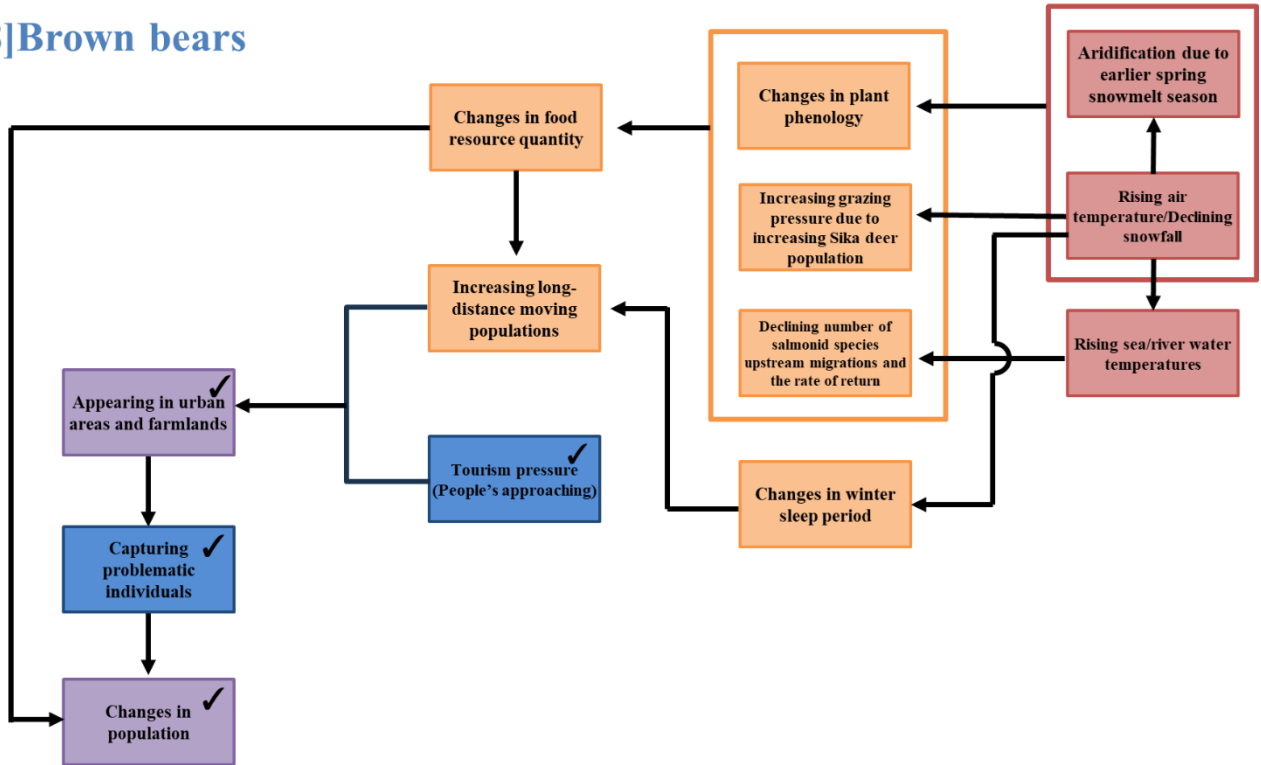 ]Brown bears
Aridification due to
earlier spring
snowmelt season
Changes in plant
phenology
Changes in food
resource quantity
Increasing grazing
pressure due to
increasing Sika deer
population
Rising air
temperature/Declining
snowfall
Increasing long-
distance moving
populations
Declining number of
salmonid species
upstream migrations and
the rate of return
Rising sea/river water
temperatures
Appearing in urban
areas and farmlands
Tourism pressure
(People’s approaching)
Changes in winter
sleep period
Capturing
problematic
individuals
Changes in
population